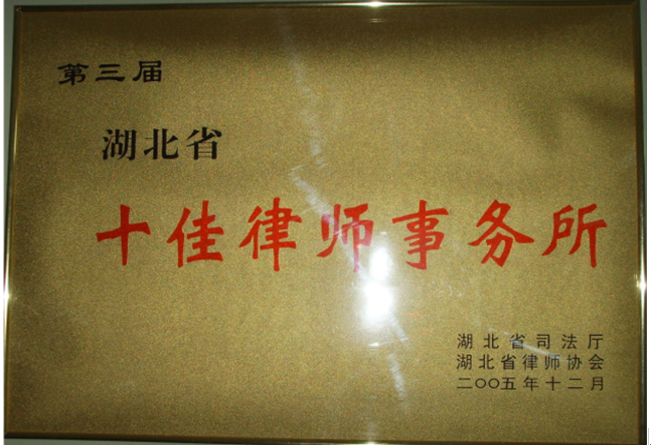 第三届
湖北省
十佳律师事务所
湖北省司法厅
湖北省律师协会
二〇〇五年十二月